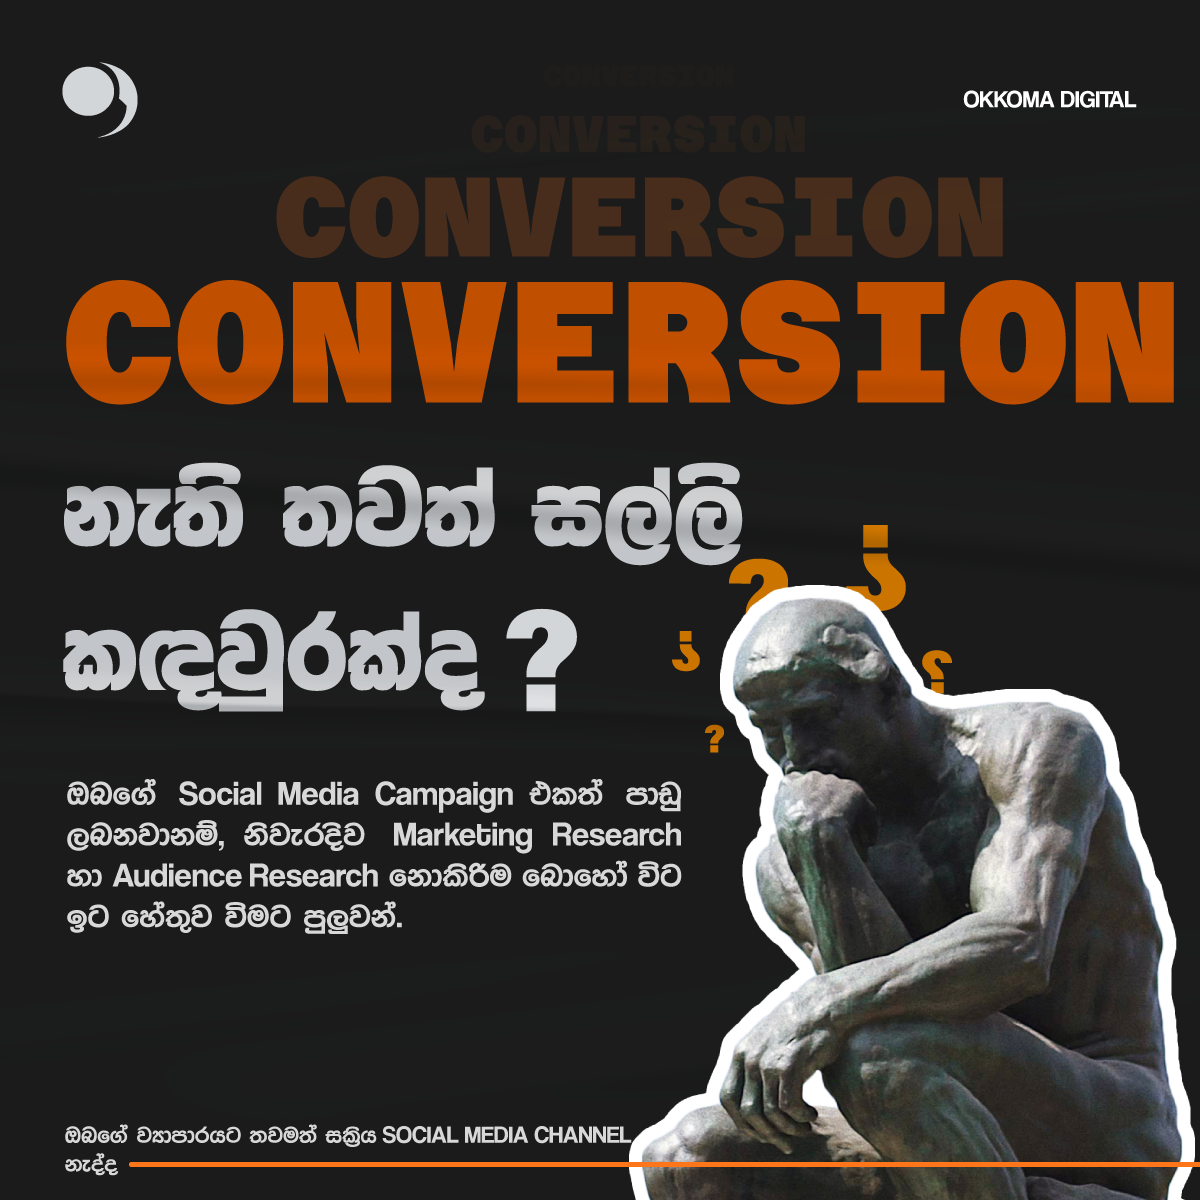 OKKOMA DIGITAL
CONVERSION
CONVERSION
CONVERSION
CONVERSION
නැති තවත් සල්ලි
කඳවුරක්ද ?
ඔබගේ Social Media Campaign එකත් පාඩු
ලබනවානම්, නිවැරදිව Marketing Research
හා Audience Research නොකිරිම බොහෝ විට
ඉට හේතුව විමට පුලුවන්.
ඔබගේ ව්‍යාපාරයට තවමත් සක්‍රිය SOCIAL MEDIA CHANNEL
නැද්ද